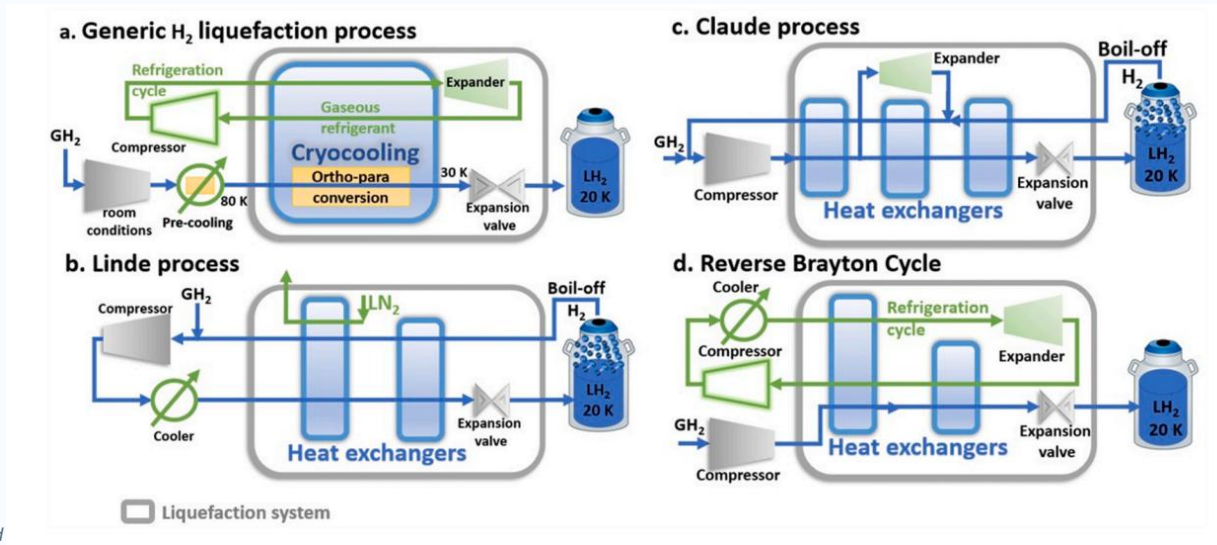 a. Generic H₂ liquefaction process
Refrigeration
cycle
Expander
Gaseous
refrigerant
Compressor
GH₂
Cryocooling
Ortho-para
conversion
30 K
80 K
room
conditions
Pre-cooling
Expansion
valve
LH₂
20 K
b. Linde process
Compressor
GH₂
LN₂
Boil-off
H₂
Cooler
Heat exchangers
Expansion
valve
LH₂
20 K
Liquefaction system
c. Claude process
Expander
Boil-off
H₂
GH₂
Compressor
Heat exchangers
Expansion
valve
LH₂
20 K
d. Reverse Brayton Cycle
Cooler
Refrigeration
cycle
Compressor
Expander
GH₂
Compressor
Heat exchangers
Expansion
valve
LH₂
20 K